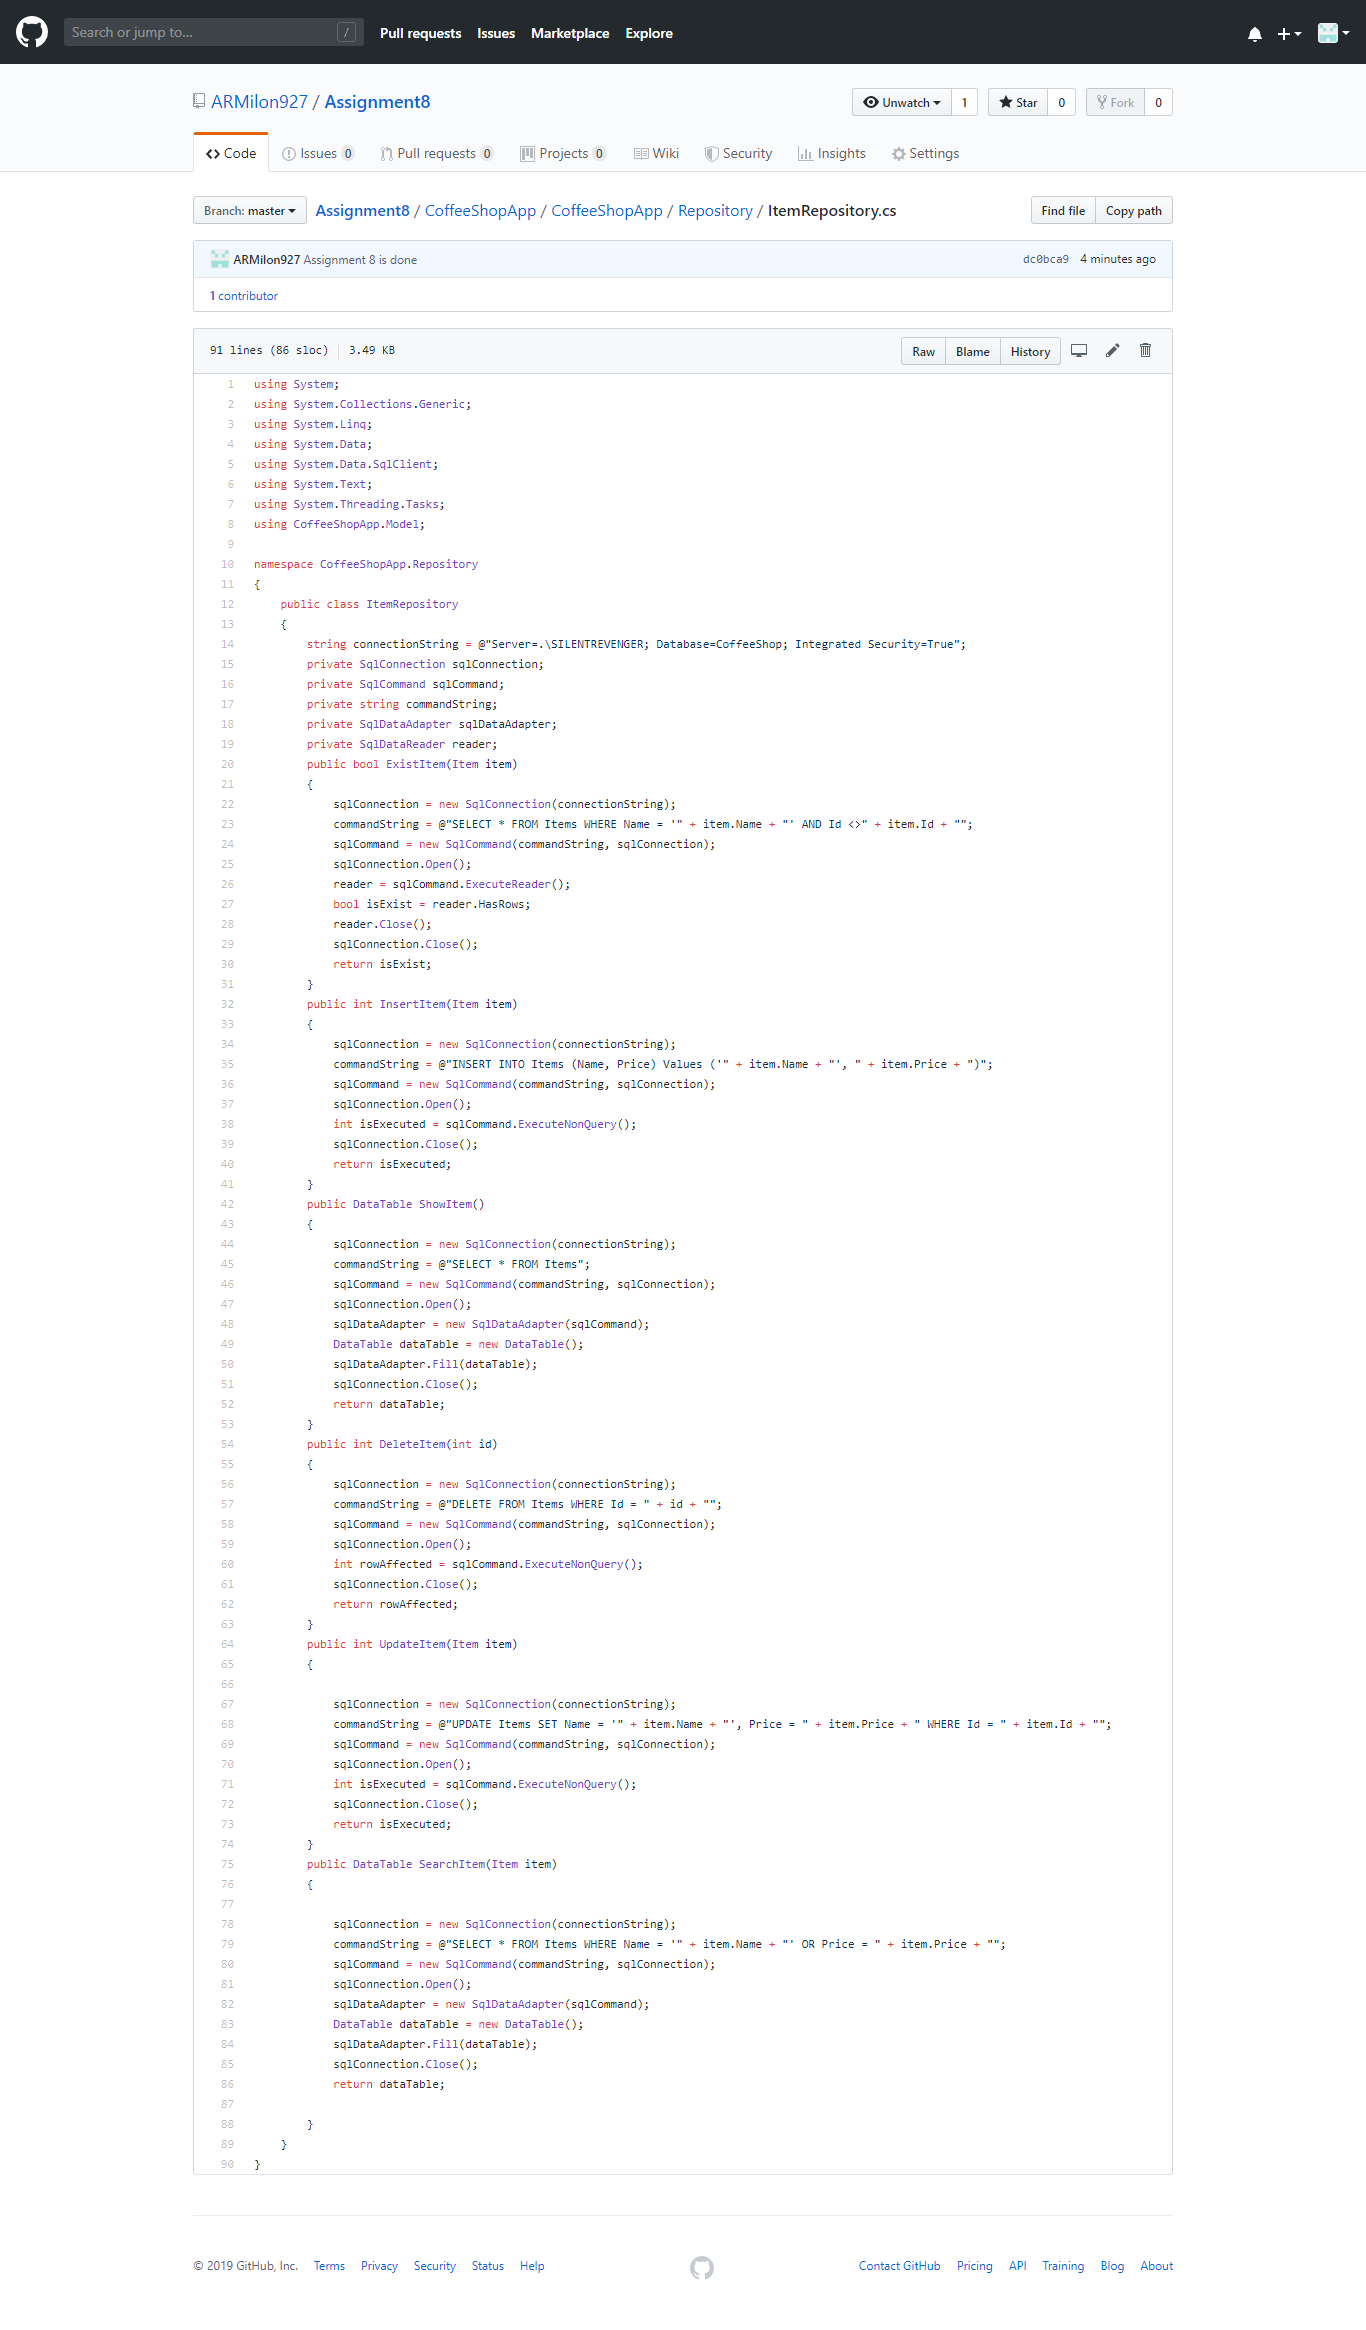 Search or jump to... /
Pull requests Issues Marketplace Explore
ARMilon927 / Assignment8
Unwatch 1 Star 0 Fork 0
Code Issues 0 Pull requests 0 Projects 0 Wiki Security Insights Settings
Branch: master Assignment8 / CoffeeShopApp / CoffeeShopApp / Repository / ItemRepository.cs Find file Copy path
ARMilon927 Assignment 8 is done dc0bca9 4 minutes ago
1 contributor
91 lines (86 sloc) 3.49 KB Raw Blame History
1 using System;
2 using System.Collections.Generic;
3 using System.Linq;
4 using System.Data;
5 using System.Data.SqlClient;
6 using System.Text;
7 using System.Threading.Tasks;
8 using CoffeeShopApp.Model;
9
10 namespace CoffeeShopApp.Repository
11 {
12 public class ItemRepository
13 {
14 string connectionString = @"Server=.\SILENTREVENGER; Database=CoffeeShop; Integrated Security=True";
15 private SqlConnection sqlConnection;
16 private SqlCommand sqlCommand;
17 private string commandString;
18 private SqlDataAdapter sqlDataAdapter;
19 private SqlDataReader reader;
20 public bool ExistItem(Item item)
21 {
22 sqlConnection = new SqlConnection(connectionString);
23 commandString = @"SELECT * FROM Items WHERE Name = '" + item.Name + "' AND Id <>" + item.Id + "";
24 sqlCommand = new SqlCommand(commandString, sqlConnection);
25 sqlConnection.Open();
26 reader = sqlCommand.ExecuteReader();
27 bool isExist = reader.HasRows;
28 reader.Close();
29 sqlConnection.Close();
30 return isExist;
31 }
32 public int InsertItem(Item item)
33 {
34 sqlConnection = new SqlConnection(connectionString);
35 commandString = @"INSERT INTO Items (Name, Price) Values ('" + item.Name + "', " + item.Price + ")";
36 sqlCommand = new SqlCommand(commandString, sqlConnection);
37 sqlConnection.Open();
38 int isExecuted = sqlCommand.ExecuteNonQuery();
39 sqlConnection.Close();
40 return isExecuted;
41 }
42 public DataTable ShowItem()
43 {
44 sqlConnection = new SqlConnection(connectionString);
45 commandString = @"SELECT * FROM Items";
46 sqlCommand = new SqlCommand(commandString, sqlConnection);
47 sqlConnection.Open();
48 sqlDataAdapter = new SqlDataAdapter(sqlCommand);
49 DataTable dataTable = new DataTable();
50 sqlDataAdapter.Fill(dataTable);
51 sqlConnection.Close();
52 return dataTable;
53 }
54 public int DeleteItem(int id)
55 {
56 sqlConnection = new SqlConnection(connectionString);
57 commandString = @"DELETE FROM Items WHERE Id = " + id + "";
58 sqlCommand = new SqlCommand(commandString, sqlConnection);
59 sqlConnection.Open();
60 int rowAffected = sqlCommand.ExecuteNonQuery();
61 sqlConnection.Close();
62 return rowAffected;
63 }
64 public int UpdateItem(Item item)
65 {
66
67 sqlConnection = new SqlConnection(connectionString);
68 commandString = @"UPDATE Items SET Name = '" + item.Name + "', Price = " + item.Price + " WHERE Id = " + item.Id + "";
69 sqlCommand = new SqlCommand(commandString, sqlConnection);
70 sqlConnection.Open();
71 int isExecuted = sqlCommand.ExecuteNonQuery();
72 sqlConnection.Close();
73 return isExecuted;
74 }
75 public DataTable SearchItem(Item item)
76 {
77
78 sqlConnection = new SqlConnection(connectionString);
79 commandString = @"SELECT * FROM Items WHERE Name = '" + item.Name + "' OR Price = " + item.Price + "";
80 sqlCommand = new SqlCommand(commandString, sqlConnection);
81 sqlConnection.Open();
82 sqlDataAdapter = new SqlDataAdapter(sqlCommand);
83 DataTable dataTable = new DataTable();
84 sqlDataAdapter.Fill(dataTable);
85 sqlConnection.Close();
86 return dataTable;
87
88 }
89 }
90 }
© 2019 GitHub, Inc. Terms Privacy Security Status Help Contact GitHub Pricing API Training Blog About